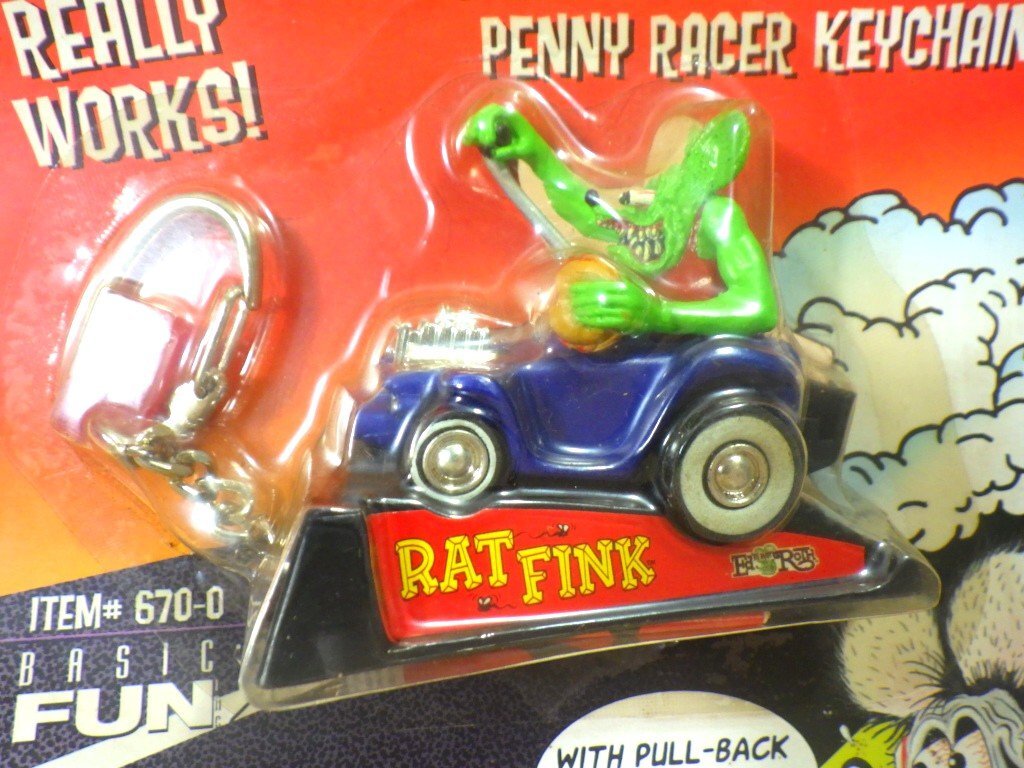 REALLY
WORKS!
PENNY RACER KEYCHAIN
RAT FINK
ITEM# 670-0
BASIC
FUN
WITH PULL-BACK